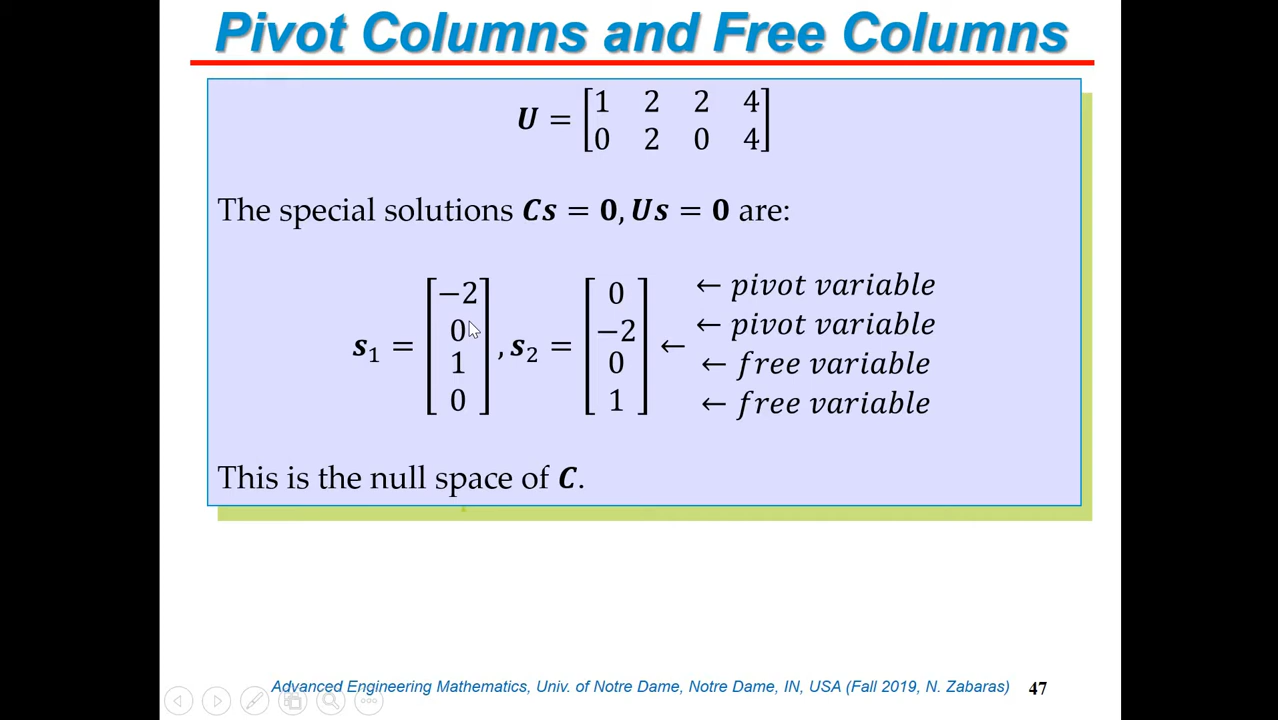 Pivot Columns and Free Columns
U = [1 2 2 4
0 2 0 4]
The special solutions Cs = 0, Us = 0 are:
s₁ = [−2 0 1 0], s₂ = [0 −2 0 1] ←
← pivot variable
← pivot variable
← free variable
← free variable
This is the null space of C.
Advanced Engineering Mathematics, Univ. of Notre Dame, Notre Dame, IN, USA (Fall 2019, N. Zabaras)
47